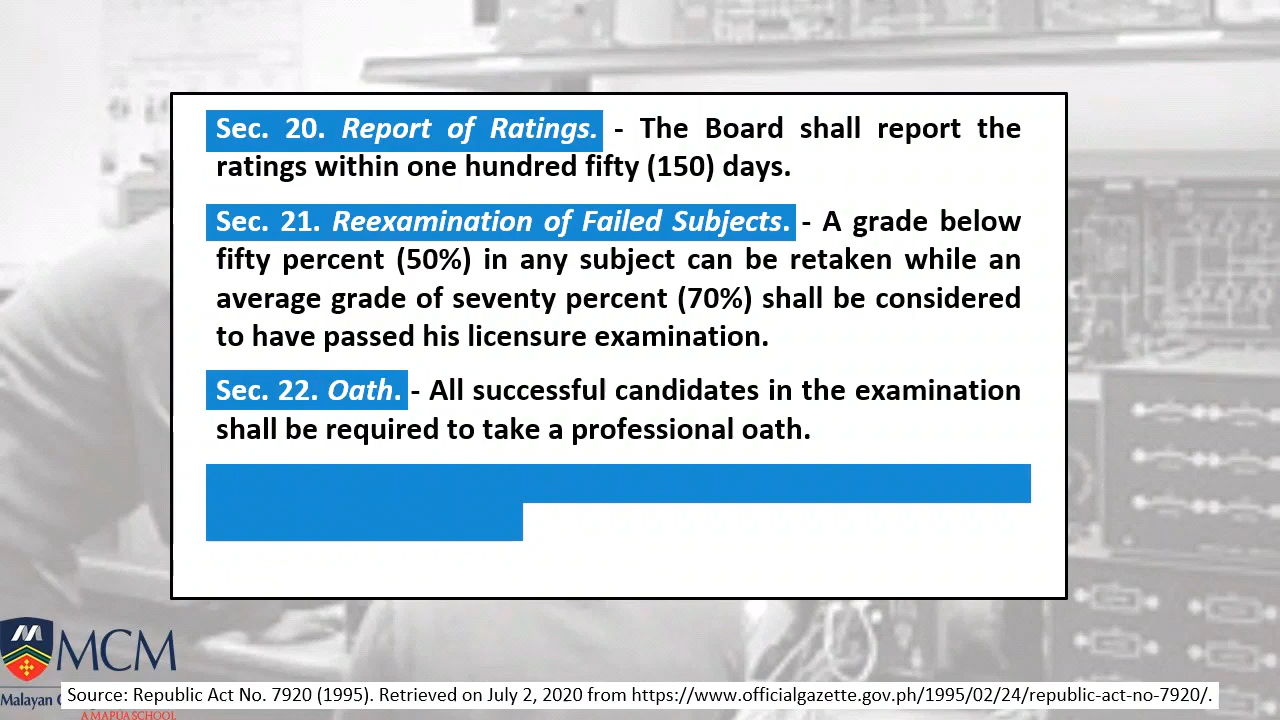 Sec. 20. Report of Ratings. - The Board shall report the
ratings within one hundred fifty (150) days.
Sec. 21. Reexamination of Failed Subjects. - A grade below
fifty percent (50%) in any subject can be retaken while an
average grade of seventy percent (70%) shall be considered
to have passed his licensure examination.
Sec. 22. Oath. - All successful candidates in the examination
shall be required to take a professional oath.
MCM
Malayan
Source: Republic Act No. 7920 (1995). Retrieved on July 2, 2020 from https://www.officialgazette.gov.ph/1995/02/24/republic-act-no-7920/.
A MAPUA SCHOOL